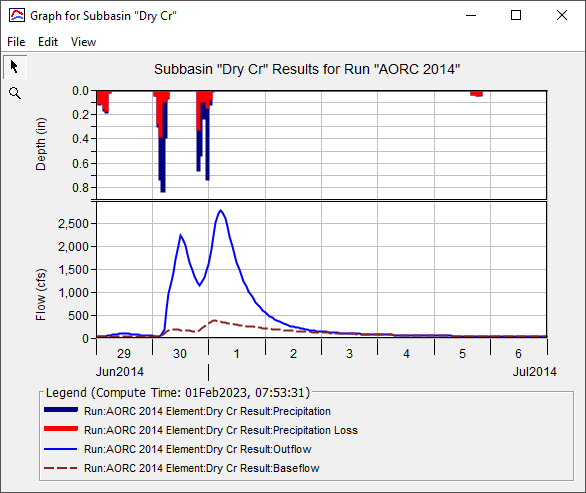 Graph for Subbasin "Dry Cr"
File Edit View
Subbasin "Dry Cr" Results for Run "AORC 2014"
Depth (in)
0.0
0.2
0.4
0.6
0.8
Flow (cfs)
2,500
2,000
1,500
1,000
500
0
29 30 1 2 3 4 5 6
Jun2014 Jul2014
Legend (Compute Time: 01Feb2023, 07:53:31)
Run:AORC 2014 Element:Dry Cr Result:Precipitation
Run:AORC 2014 Element:Dry Cr Result:Precipitation Loss
Run:AORC 2014 Element:Dry Cr Result:Outflow
Run:AORC 2014 Element:Dry Cr Result:Baseflow